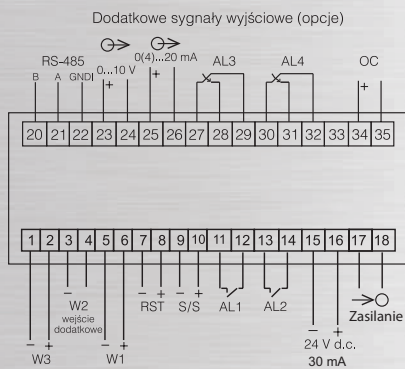 Dodatkowe sygnały wyjściowe (opcje)
RS-485
B A GNDI
0...10 V
+
0(4)...20 mA
+
AL3
AL4
OC
+
20 21 22 23 24 25 26 27 28 29 30 31 32 33 34 35
1 2 3 4 5 6 7 8 9 10 11 12 13 14 15 16 17 18
− + − − + − + − + − +
W2
wejście
dodatkowe
RST
S/S
AL1
AL2
Zasilanie
W3
W1
24 V d.c.
30 mA